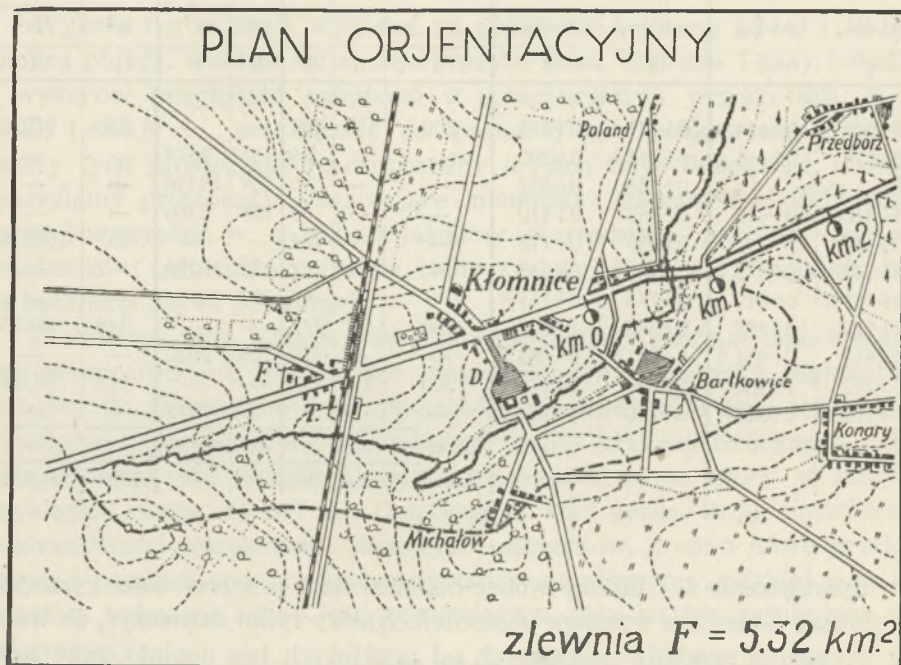 PLAN ORJENTACYJNY
Poland
Przedbórz
km. 2
Kłomnice
km. 1
km 0
F.
D.
Bartkowice
T.
Konary
Michałów
zlewnia F = 5.32 km²